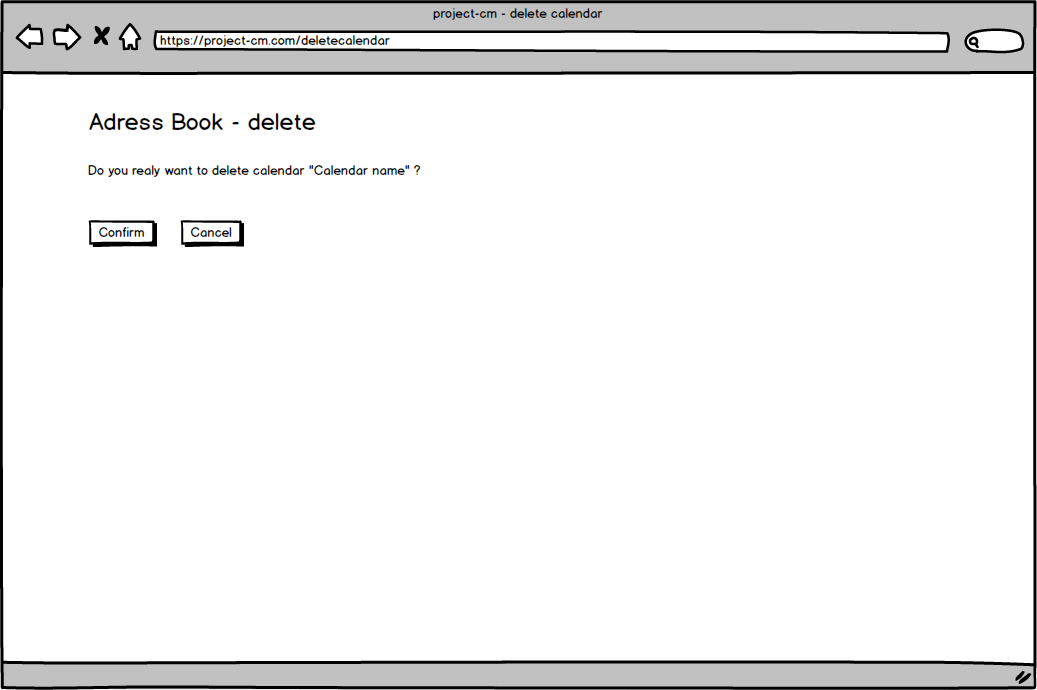 project-cm - delete calendar
https://project-cm.com/deletecalendar
Adress Book - delete
Do you realy want to delete calendar "Calendar name" ?
Confirm Cancel